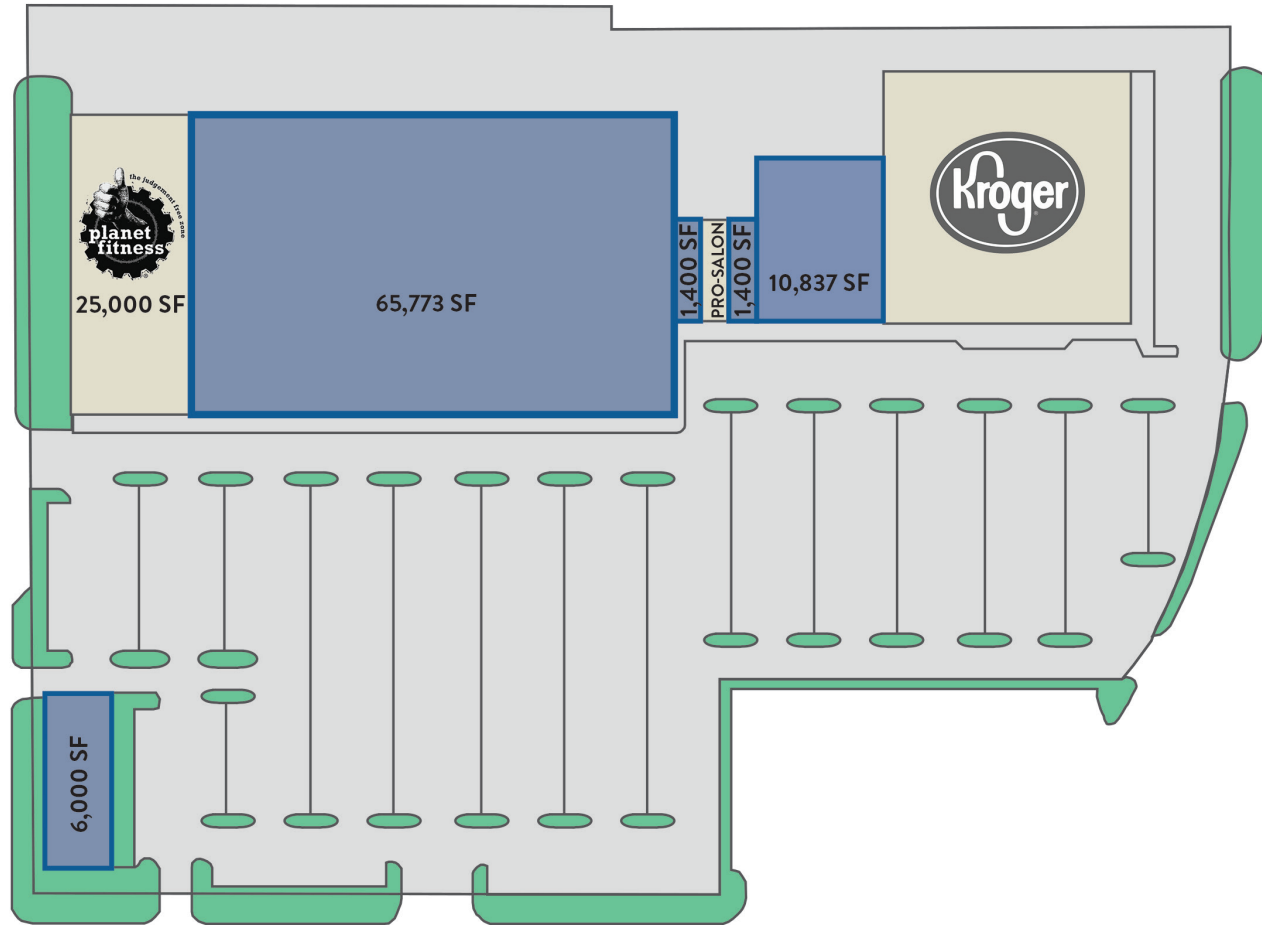 the judgement free zone
planet
fitness
25,000 SF
65,773 SF
1,400 SF
PRO-SALON
1,400 SF
10,837 SF
Kroger
6,000 SF